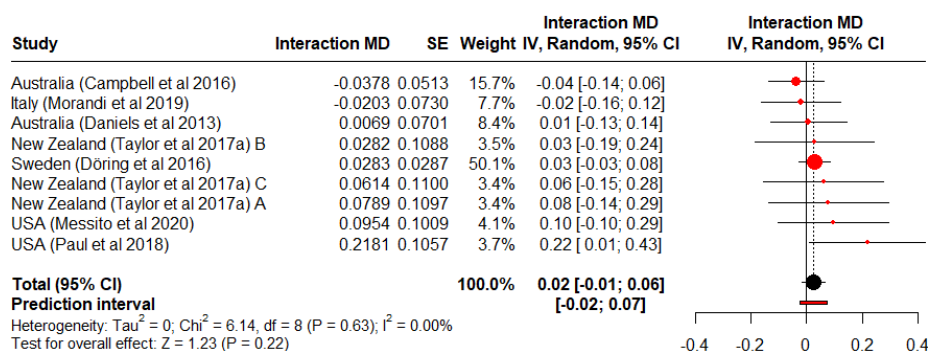 Interaction MD Interaction MD
Study Interaction MD SE Weight IV, Random, 95% CI IV, Random, 95% CI
Australia (Campbell et al 2016) -0.0378 0.0513 15.7% -0.04 [-0.14; 0.06]
Italy (Morandi et al 2019) -0.0203 0.0730 7.7% -0.02 [-0.16; 0.12]
Australia (Daniels et al 2013) 0.0069 0.0701 8.4% 0.01 [-0.13; 0.14]
New Zealand (Taylor et al 2017a) B 0.0282 0.1088 3.5% 0.03 [-0.19; 0.24]
Sweden (Döring et al 2016) 0.0283 0.0287 50.1% 0.03 [-0.03; 0.08]
New Zealand (Taylor et al 2017a) C 0.0614 0.1100 3.4% 0.06 [-0.15; 0.28]
New Zealand (Taylor et al 2017a) A 0.0789 0.1097 3.4% 0.08 [-0.14; 0.29]
USA (Messito et al 2020) 0.0954 0.1009 4.1% 0.10 [-0.10; 0.29]
USA (Paul et al 2018) 0.2181 0.1057 3.7% 0.22 [ 0.01; 0.43]
Total (95% CI) 100.0% 0.02 [-0.01; 0.06]
Prediction interval [-0.02; 0.07]
Heterogeneity: Tau² = 0; Chi² = 6.14, df = 8 (P = 0.63); I² = 0.00%
Test for overall effect: Z = 1.23 (P = 0.22)
-0.4 -0.2 0 0.2 0.4